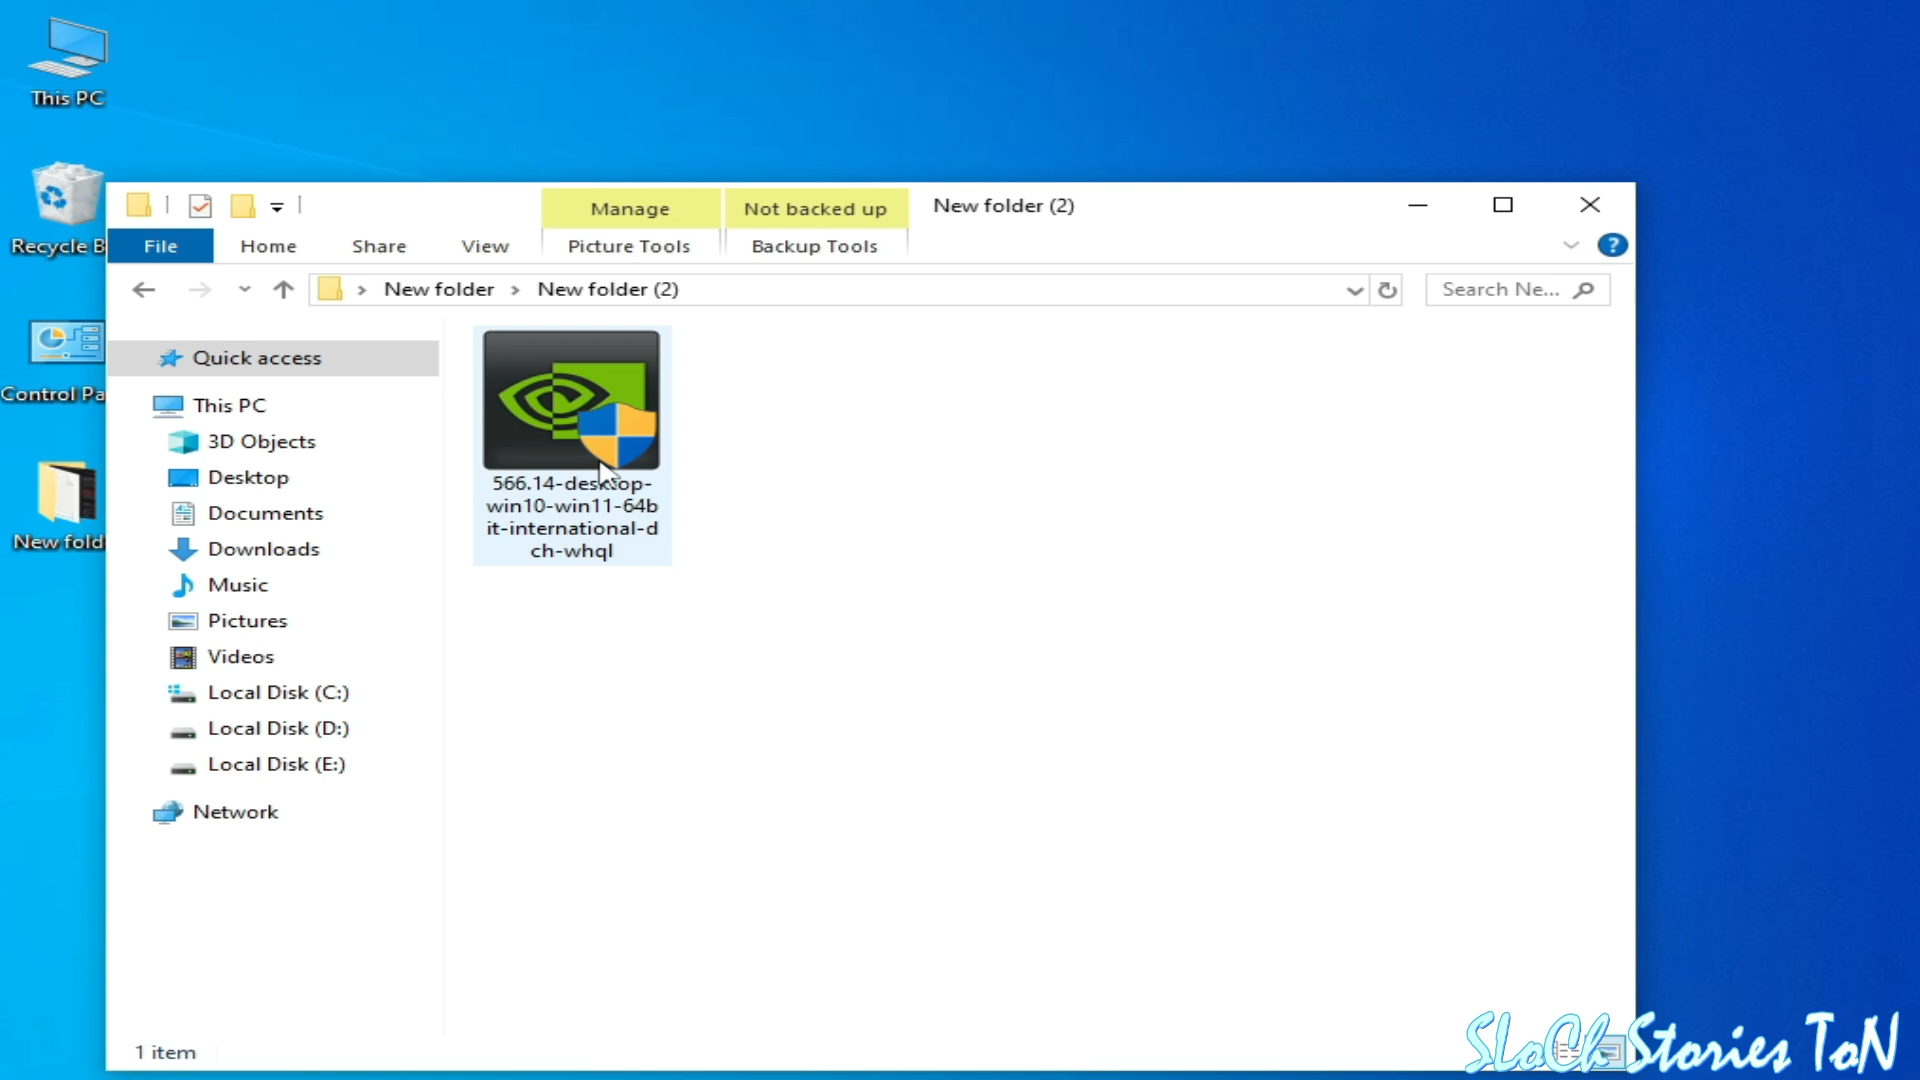 This PC
Recycle B
Control Pa
New fold
Manage
Not backed up
New folder (2)
File
Home
Share
View
Picture Tools
Backup Tools
?
New folder
New folder (2)
Search Ne...
Quick access
This PC
3D Objects
Desktop
Documents
Downloads
Music
Pictures
Videos
Local Disk (C:)
Local Disk (D:)
Local Disk (E:)
Network
566.14-desktop-
win10-win11-64b
it-international-d
ch-whql
1 item
SLoCh Stories ToN